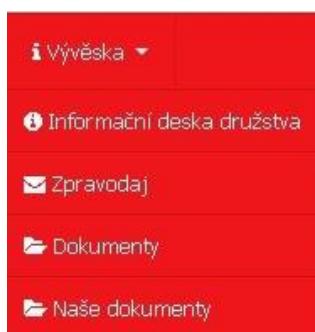 Vývěska
Informační deska družstva
Zpravodaj
Dokumenty
Naše dokumenty